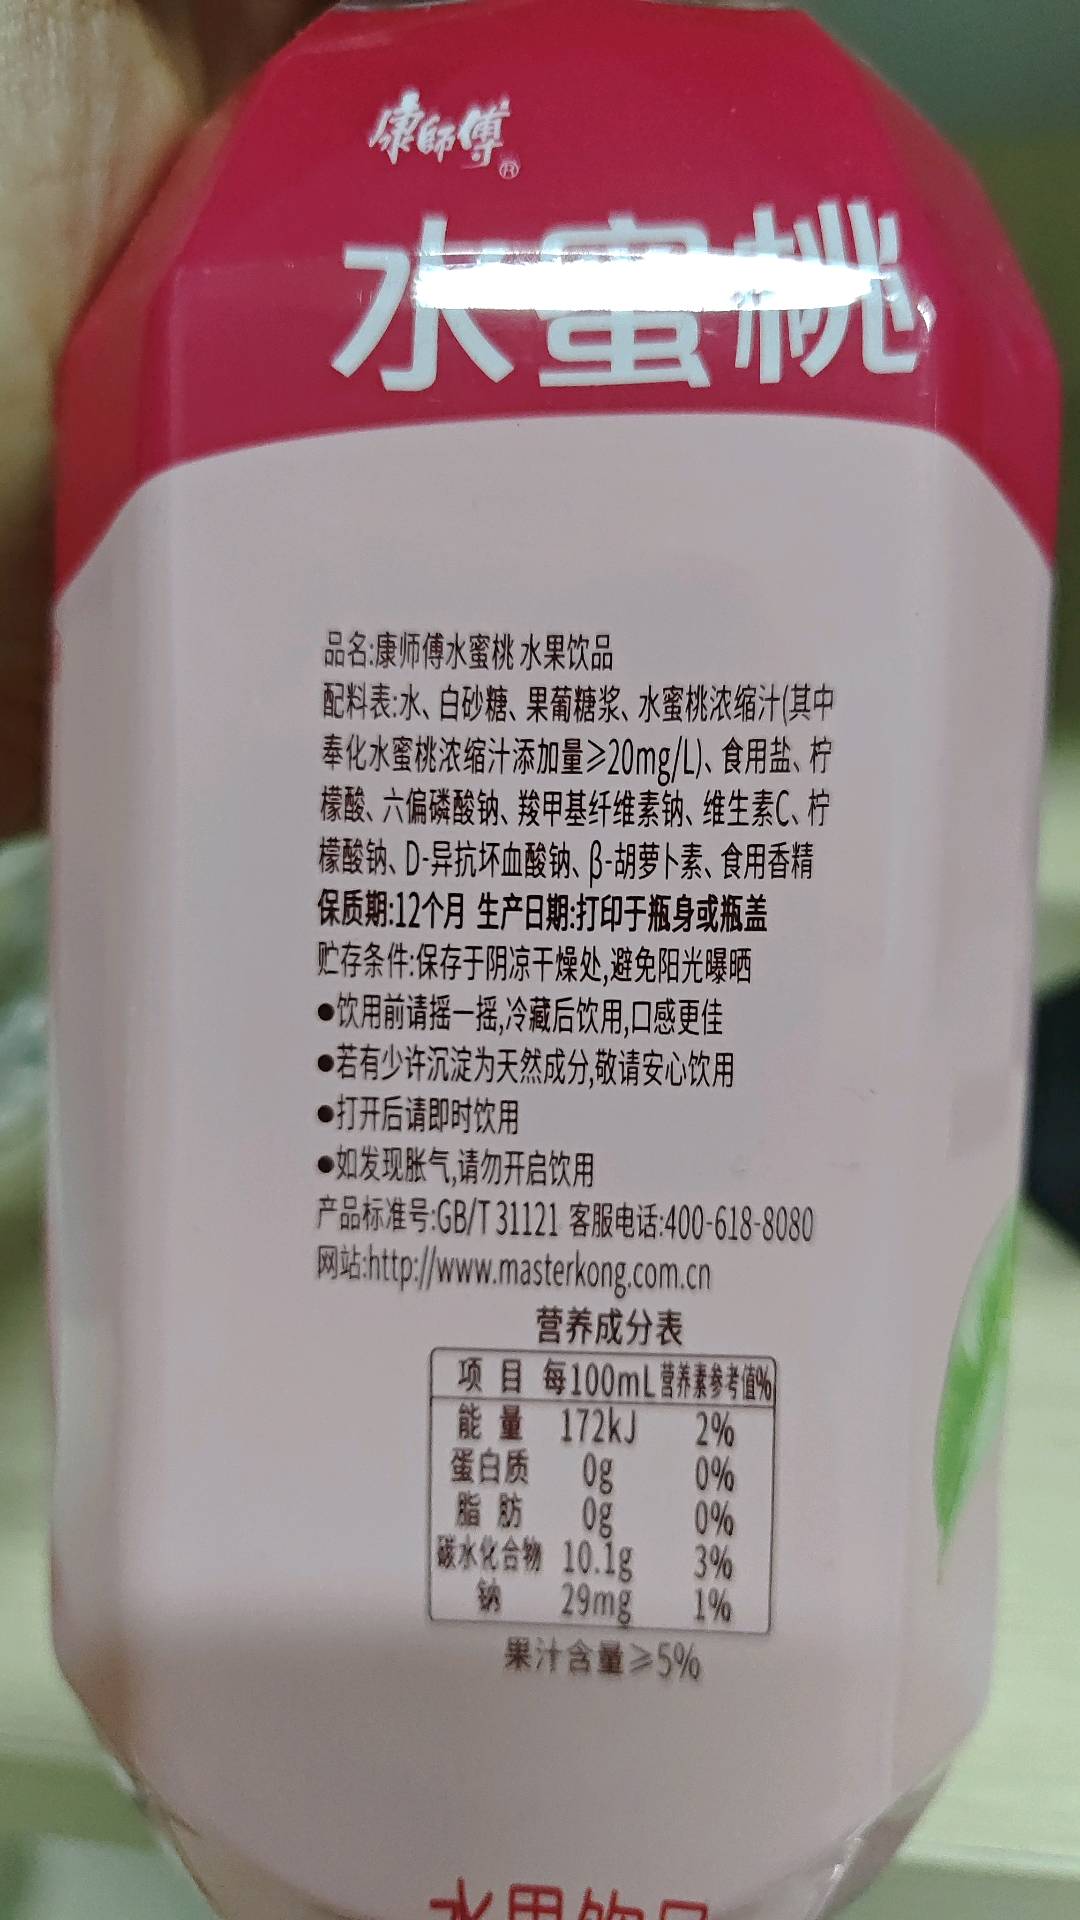 康師傅®
水蜜桃
品名:康师傅水蜜桃 水果饮品
配料表:水、白砂糖、果葡糖浆、水蜜桃浓缩汁(其中
奉化水蜜桃浓缩汁添加量≥20mg/L)、食用盐、柠
檬酸、六偏磷酸钠、羧甲基纤维素钠、维生素C、柠
檬酸钠、D-异抗坏血酸钠、β-胡萝卜素、食用香精
保质期:12个月 生产日期:打印于瓶身或瓶盖
贮存条件:保存于阴凉干燥处,避免阳光曝晒
●饮用前请摇一摇,冷藏后饮用,口感更佳
●若有少许沉淀为天然成分,敬请安心饮用
●打开后请即时饮用
●如发现胀气,请勿开启饮用
产品标准号:GB/T 31121 客服电话:400-618-8080
网站:http://www.masterkong.com.cn
营养成分表
项 目 每100mL 营养素参考值%
能 量 172kJ 2%
蛋白质 0g 0%
脂 肪 0g 0%
碳水化合物 10.1g 3%
钠 29mg 1%
果汁含量≥5%
水果饮品